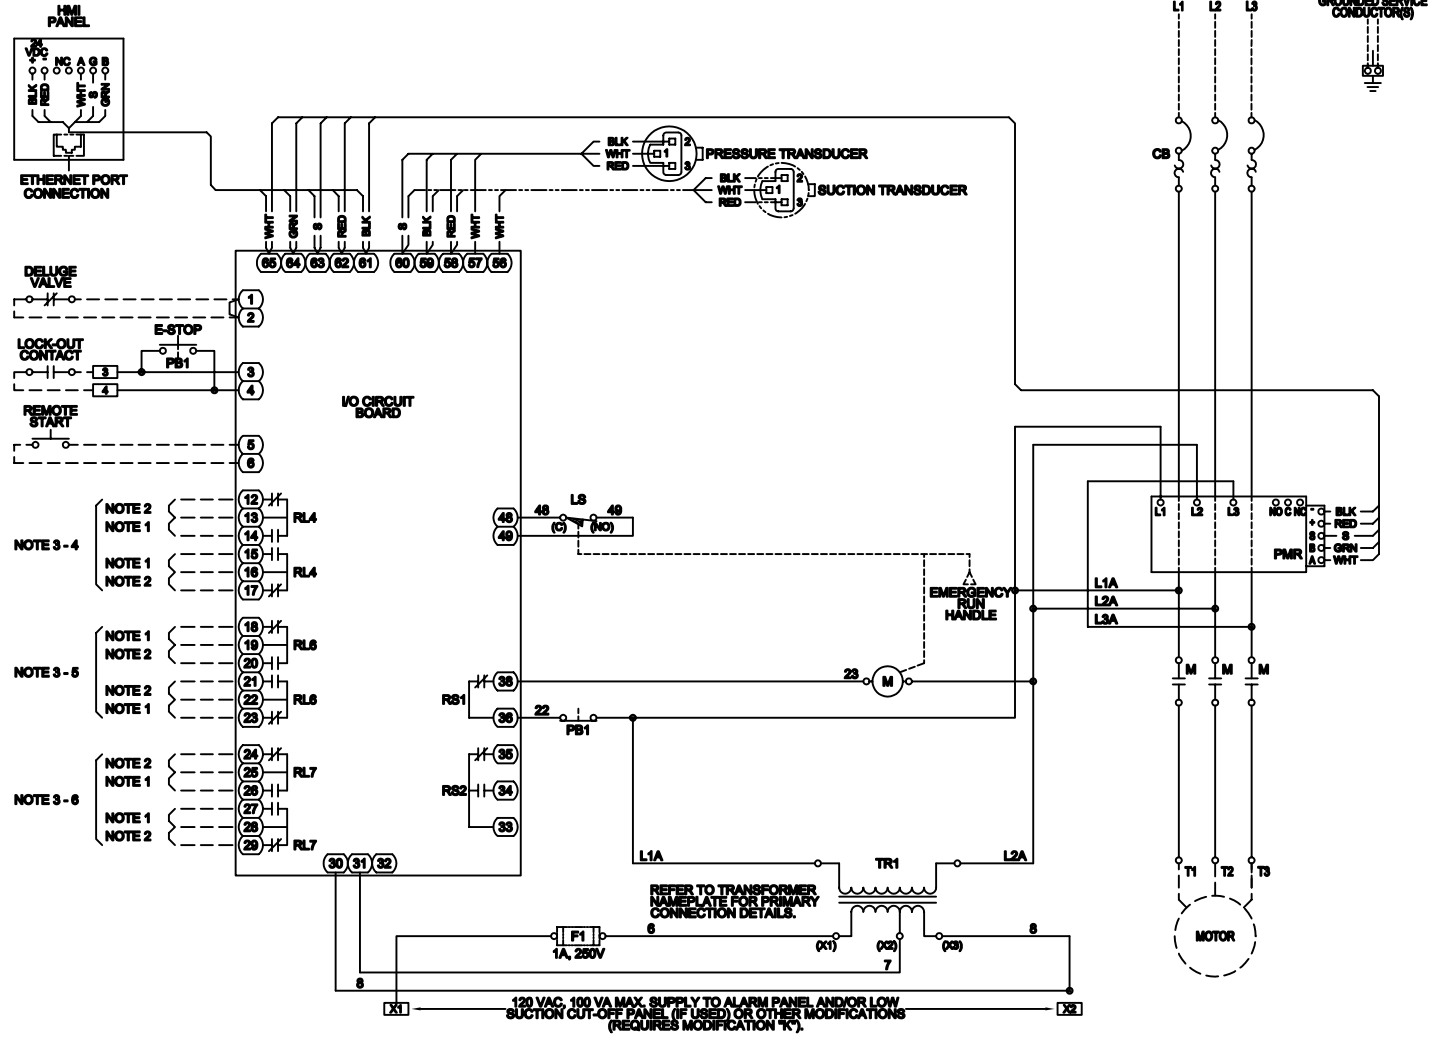 HMI
PANEL
24
VDC
+ - NC A G B
BLK RED WHT S GRN
ETHERNET PORT
CONNECTION
L1 L2 L3
GROUNDED SERVICE
CONDUCTOR(S)
CB
BLK
WHT
RED
2
1
3
PRESSURE TRANSDUCER
BLK
WHT
RED
2
1
3
SUCTION TRANSDUCER
WHT GRN S RED BLK S BLK RED WHT WHT
65 64 63 62 61 60 59 58 57 56
DELUGE
VALVE
1
2
E-STOP
PB1
LOCK-OUT
CONTACT
3 3
4 4
I/O CIRCUIT
BOARD
REMOTE
START
5
6
NOTE 3 - 4
NOTE 2
NOTE 1
NOTE 1
NOTE 2
12
13 RL4
14
15
16 RL4
17
NOTE 3 - 5
NOTE 1
NOTE 2
NOTE 2
NOTE 1
18
19 RL6
20
21
22 RL6
23
NOTE 3 - 6
NOTE 2
NOTE 1
NOTE 1
NOTE 2
24
25 RL7
26
27
28
29 RL7
30 31 32
48 48 LS 49
49 (C) (NO)
EMERGENCY
RUN
HANDLE
RS1
38 23 M
36 22 PB1
RS2
35
34
33
L1 L2 L3 NO C NC
PMR
- BLK
+ RED
S S
B GRN
A WHT
L1A
L2A
L3A
M M M
T1 T2 T3
MOTOR
L1A TR1 L2A
REFER TO TRANSFORMER
NAMEPLATE FOR PRIMARY
CONNECTION DETAILS.
F1
1A, 250V
6 (X1) (X2) (X3) 8
7
8
X1
120 VAC, 100 VA MAX. SUPPLY TO ALARM PANEL AND/OR LOW
SUCTION CUT-OFF PANEL (IF USED) OR OTHER MODIFICATIONS
(REQUIRES MODIFICATION "K").
X2